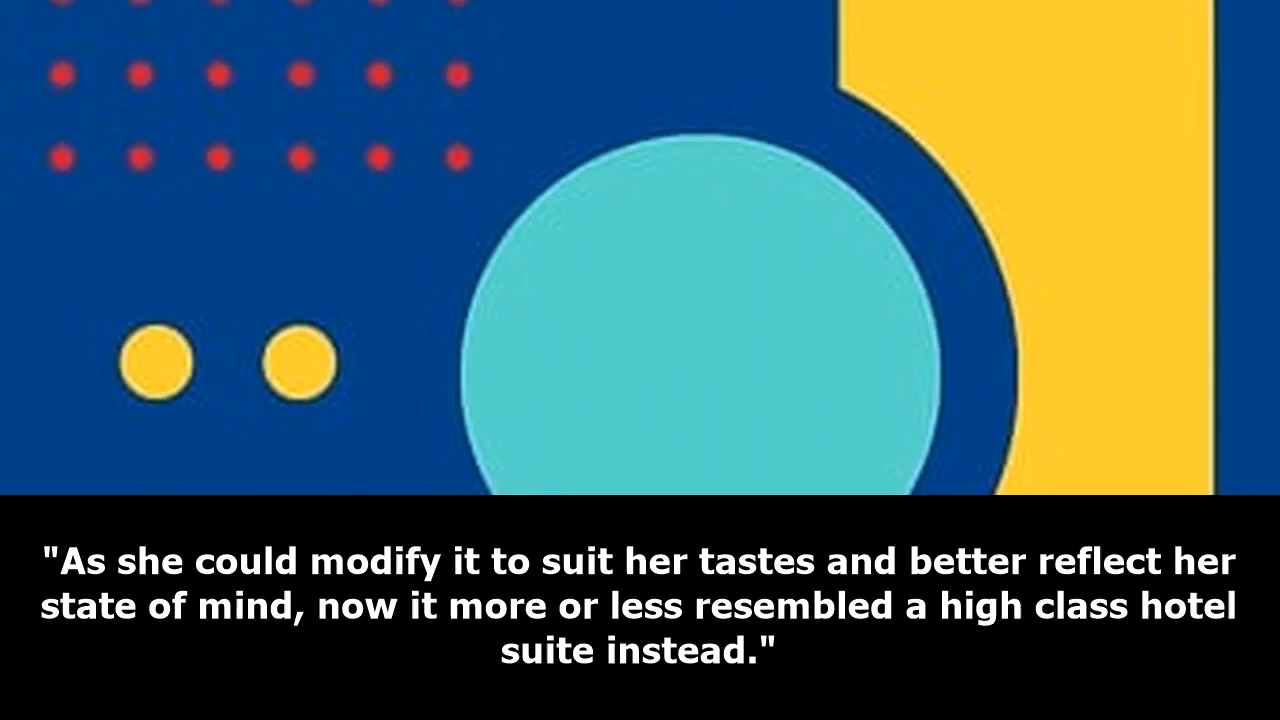 "As she could modify it to suit her tastes and better reflect her
state of mind, now it more or less resembled a high class hotel
suite instead."